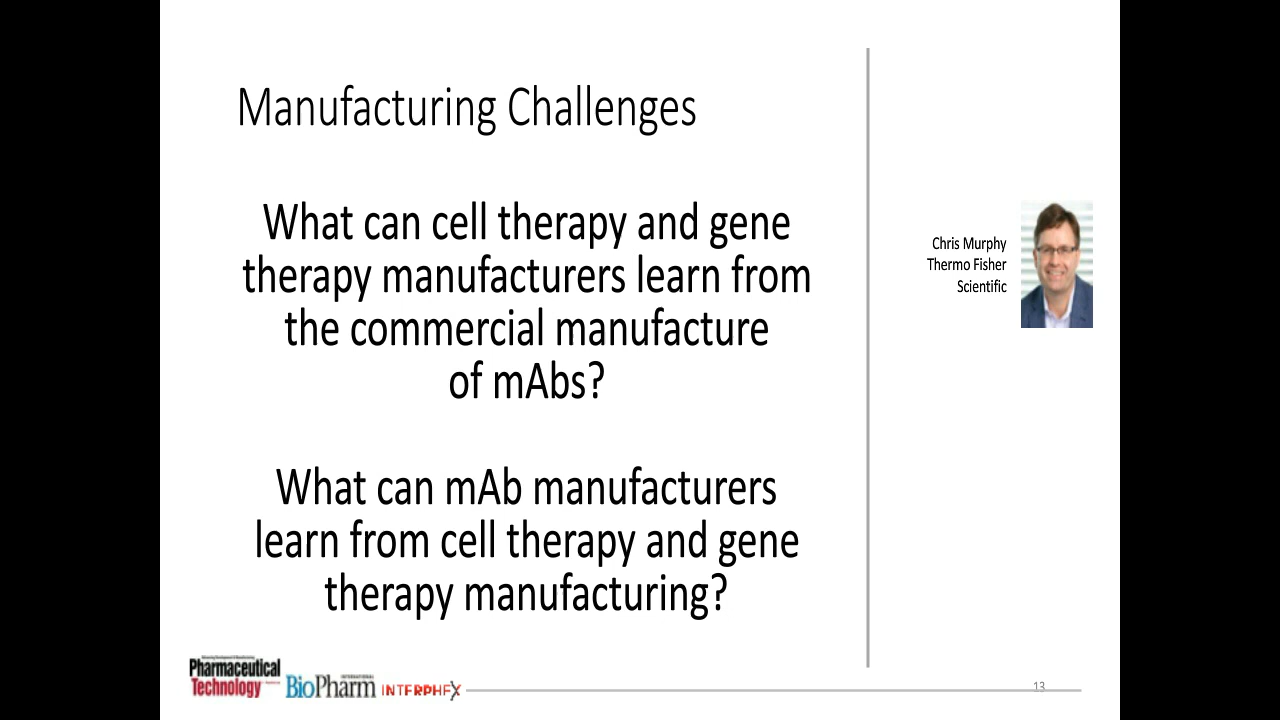 Manufacturing Challenges
What can cell therapy and gene
therapy manufacturers learn from
the commercial manufacture
of mAbs?
What can mAb manufacturers
learn from cell therapy and gene
therapy manufacturing?
Chris Murphy
Thermo Fisher
Scientific
Pharmaceutical
Technology
INTERNATIONAL
BioPharm
INTERPHEX
13